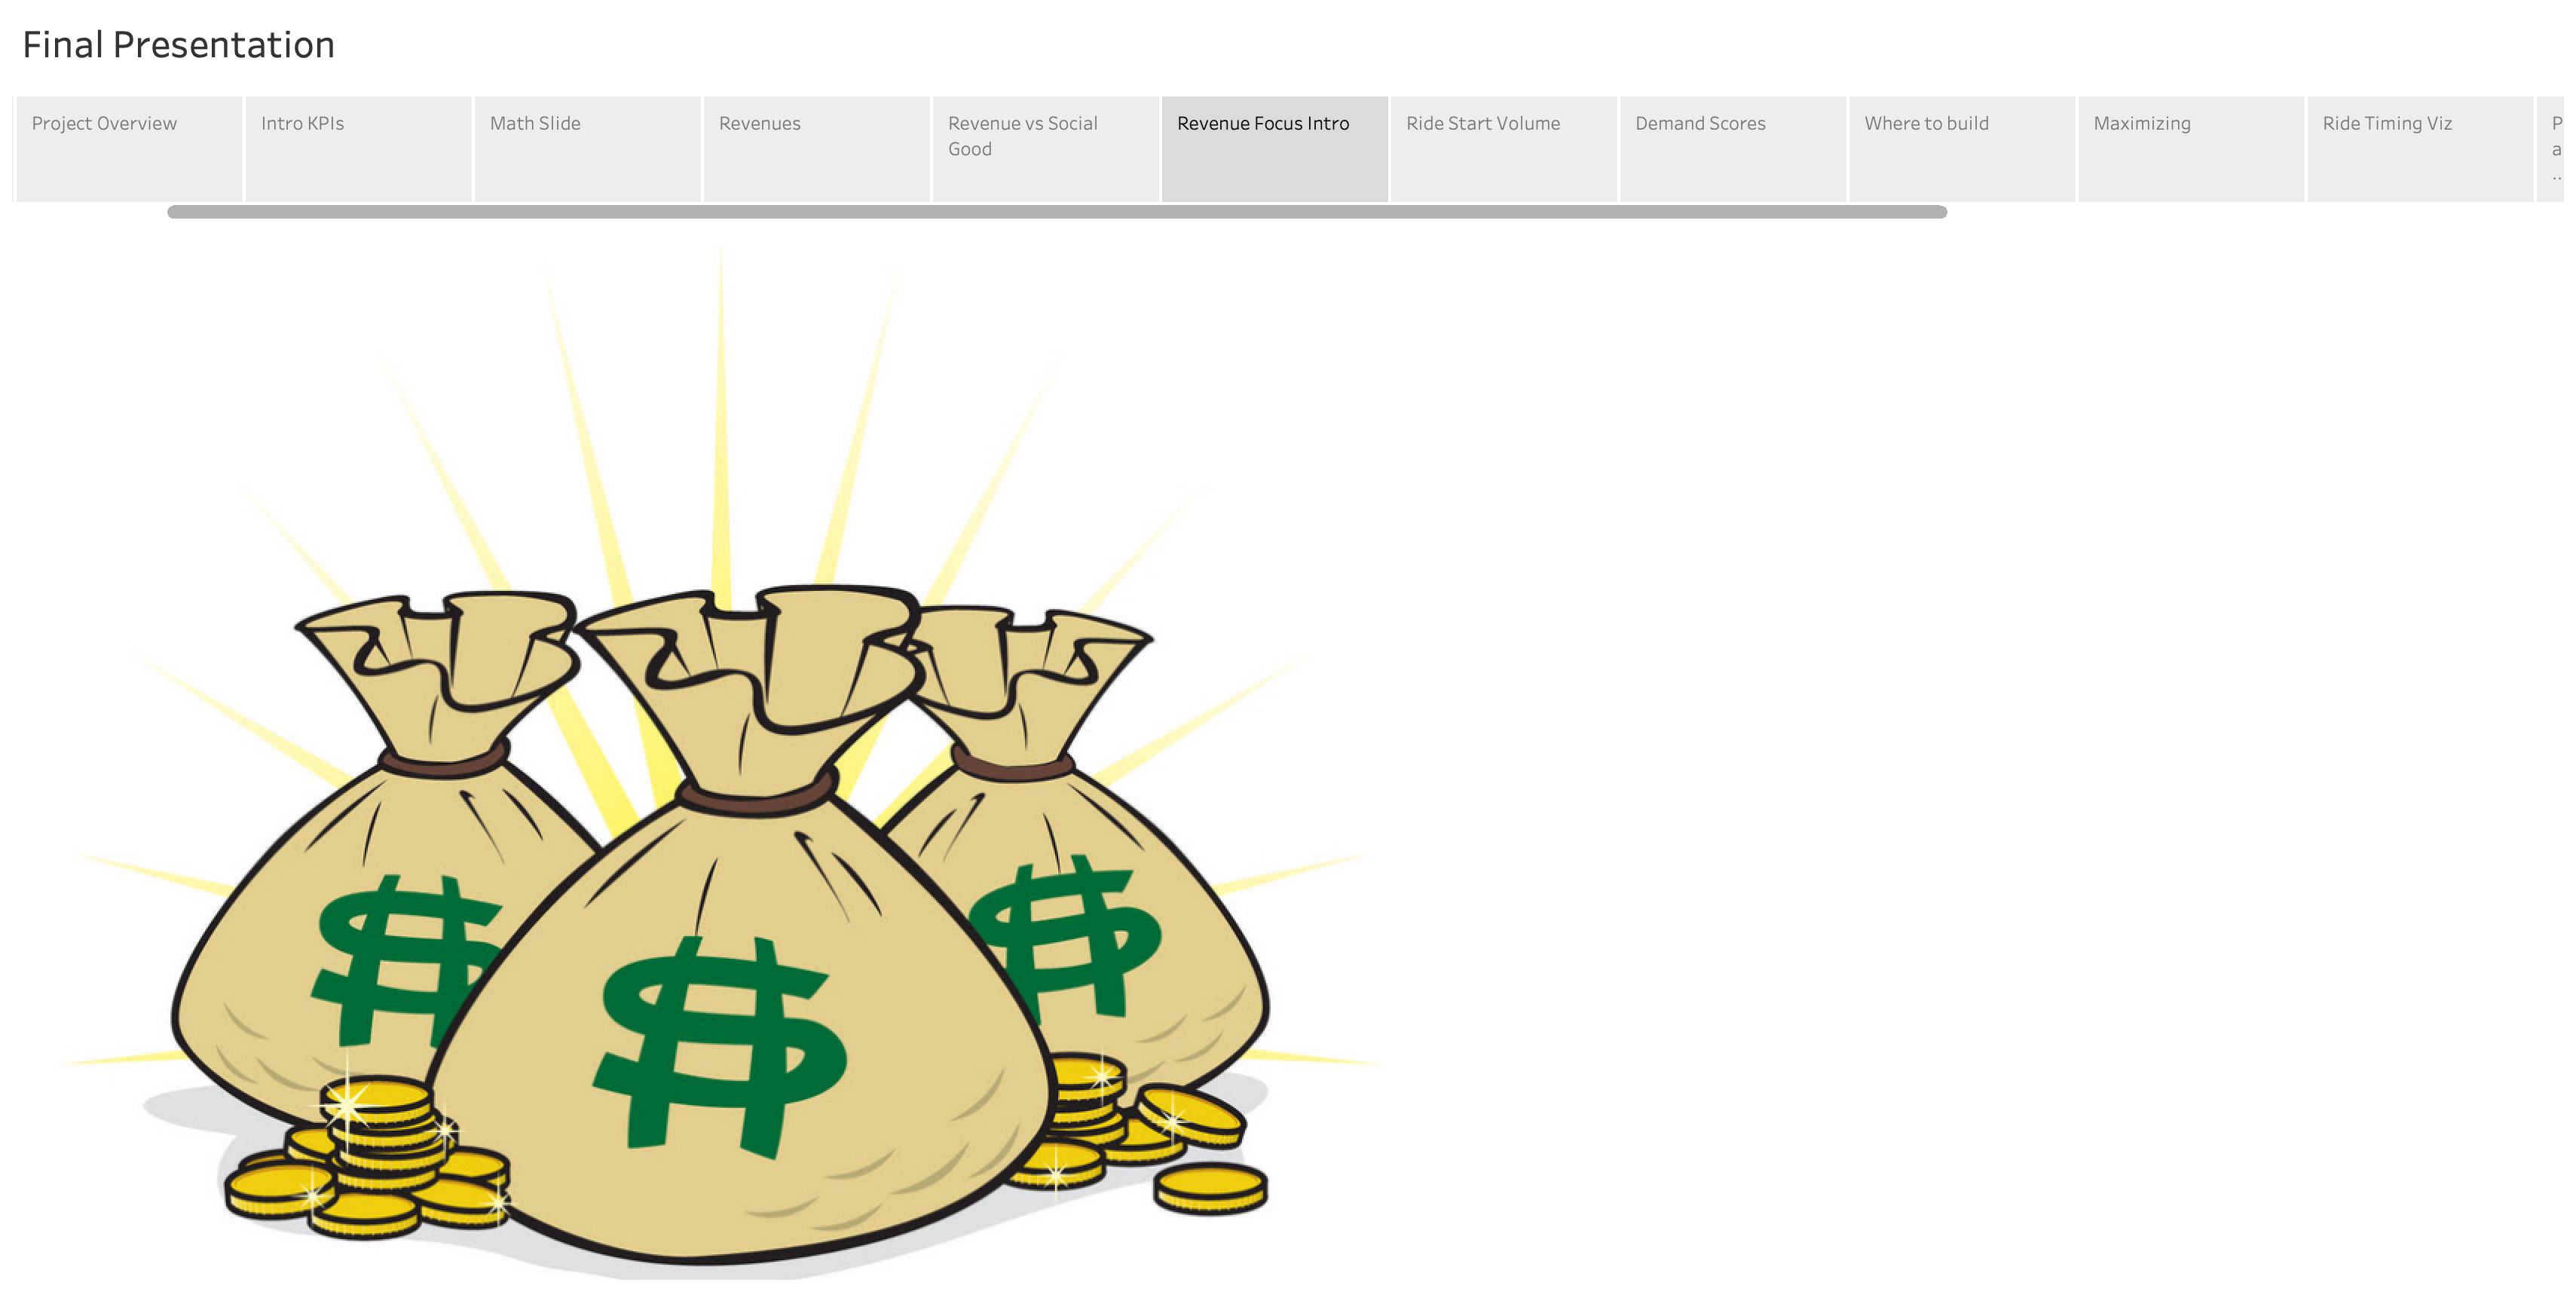 Final Presentation
Project Overview
Intro KPIs
Math Slide
Revenues
Revenue vs Social
Good
Revenue Focus Intro
Ride Start Volume
Demand Scores
Where to build
Maximizing
Ride Timing Viz
P
a
..
$
$
$